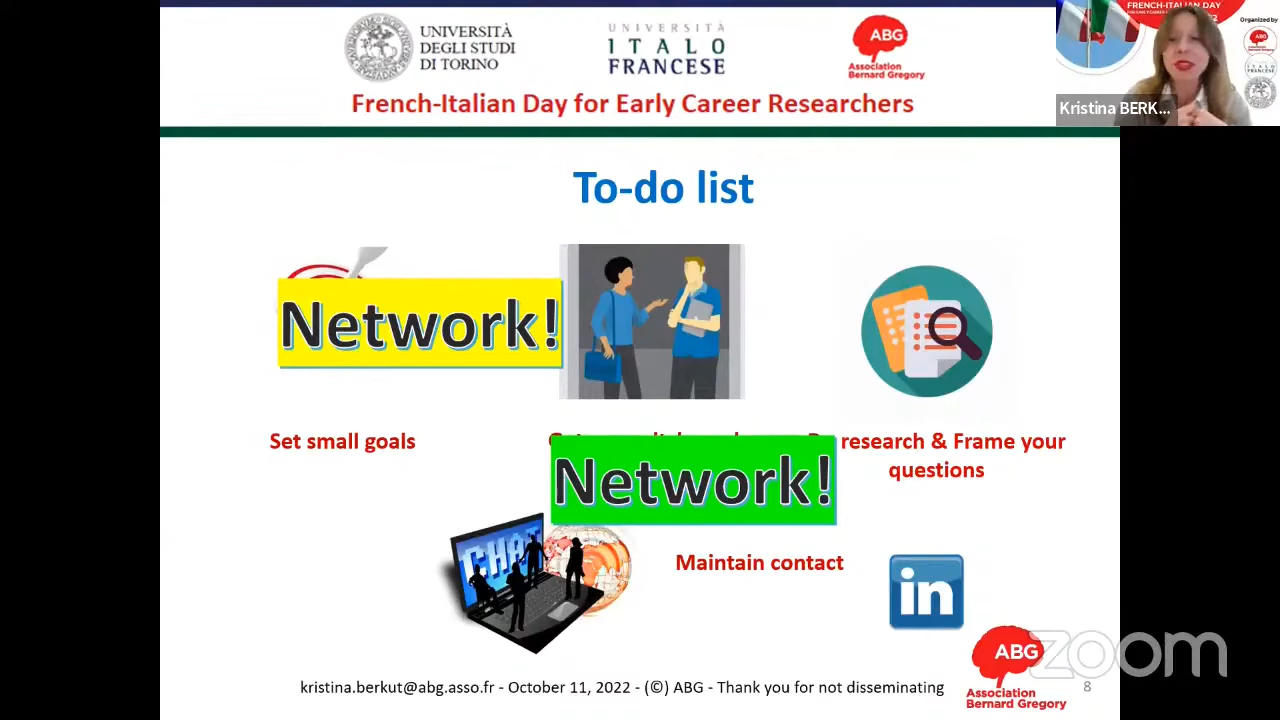 UNIVERSITÀ
DEGLI STUDI
DI TORINO
UNIVERSITÀ
ITALO
FRANCESE
ABG
Association
Bernard Gregory
French-Italian Day for Early Career Researchers
FRENCH-ITALIAN DAY
Organized by
ABG
ITALO
FRANCESE
Kristina BERK...
To-do list
Network!
Set small goals
research & Frame your
questions
Network!
CHAT
Maintain contact
in
ABG
Association
Bernard Gregory
zoom
kristina.berkut@abg.asso.fr - October 11, 2022 - (©) ABG - Thank you for not disseminating
8